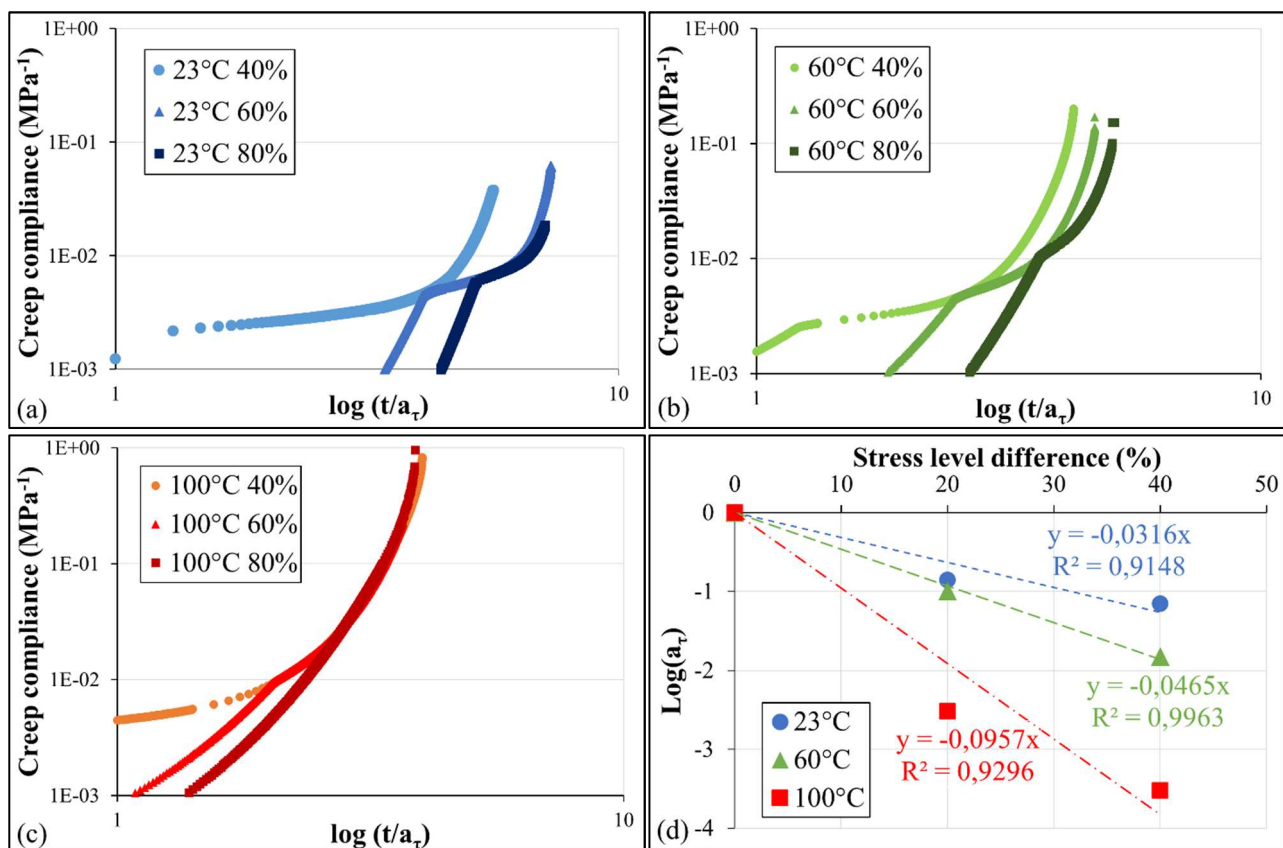 1E+00
1E-01
1E-02
1E-03
Creep compliance (MPa⁻¹)
23°C 40%
23°C 60%
23°C 80%
1
10
log (t/aτ)
(a)
1E+00
1E-01
1E-02
1E-03
Creep compliance (MPa⁻¹)
60°C 40%
60°C 60%
60°C 80%
1
10
log (t/aτ)
(b)
1E+00
1E-01
1E-02
1E-03
Creep compliance (MPa⁻¹)
100°C 40%
100°C 60%
100°C 80%
1
10
log (t/aτ)
(c)
Stress level difference (%)
0 10 20 30 40 50
0
-1
-2
-3
-4
Log(aτ)
y = -0,0316x
R² = 0,9148
y = -0,0465x
R² = 0,9963
y = -0,0957x
R² = 0,9296
23°C
60°C
100°C
(d)